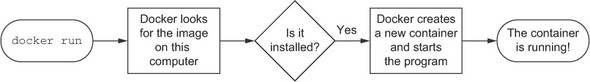 docker run
Docker looks
for the image
on this
computer
Is it
installed?
Yes
Docker creates
a new container
and starts
the program
The container
is running!